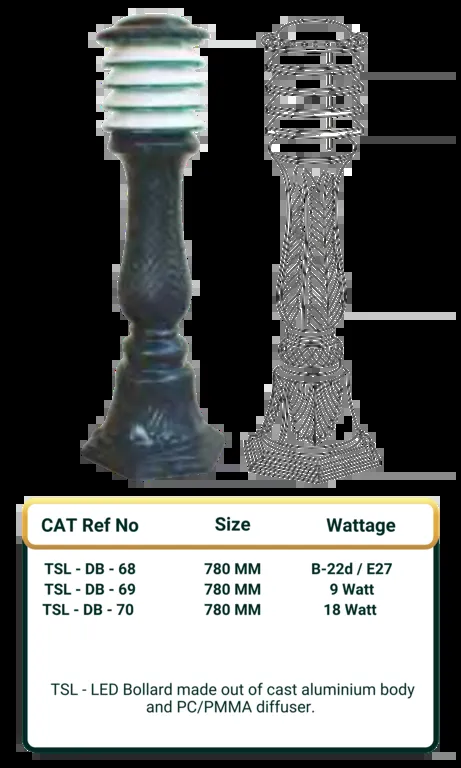 CAT Ref No Size Wattage
TSL - DB - 68 780 MM B-22d / E27
TSL - DB - 69 780 MM 9 Watt
TSL - DB - 70 780 MM 18 Watt
TSL - LED Bollard made out of cast aluminium body
and PC/PMMA diffuser.